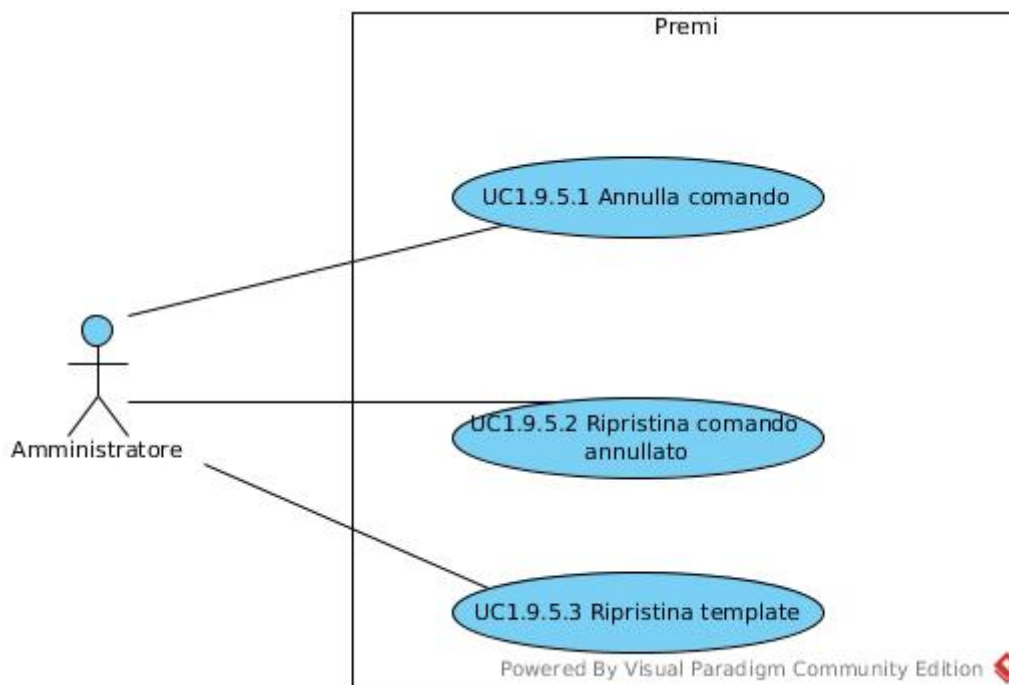 Premi
UC1.9.5.1 Annulla comando
UC1.9.5.2 Ripristina comando
annullato
Amministratore
UC1.9.5.3 Ripristina template
Powered By Visual Paradigm Community Edition